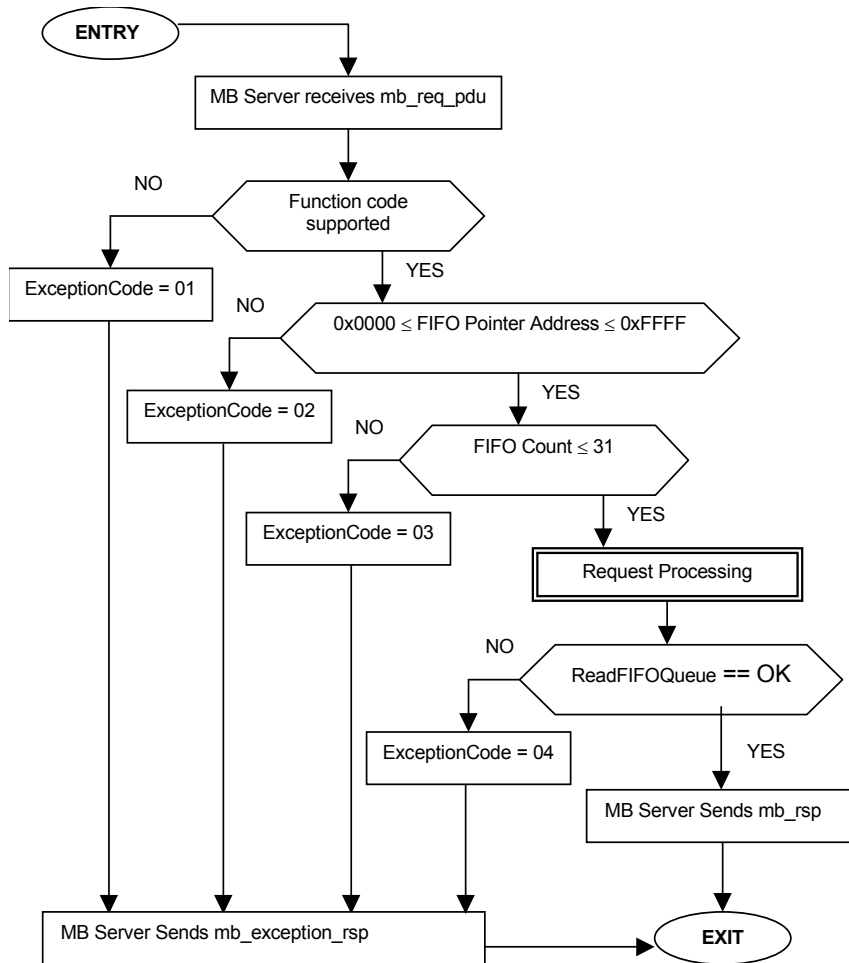 ENTRY
MB Server receives mb_req_pdu
NO
Function code
supported
YES
ExceptionCode = 01
NO
0x0000 ≤ FIFO Pointer Address ≤ 0xFFFF
YES
ExceptionCode = 02
NO
FIFO Count ≤ 31
YES
ExceptionCode = 03
Request Processing
NO
ReadFIFOQueue == OK
YES
ExceptionCode = 04
MB Server Sends mb_rsp
MB Server Sends mb_exception_rsp
EXIT